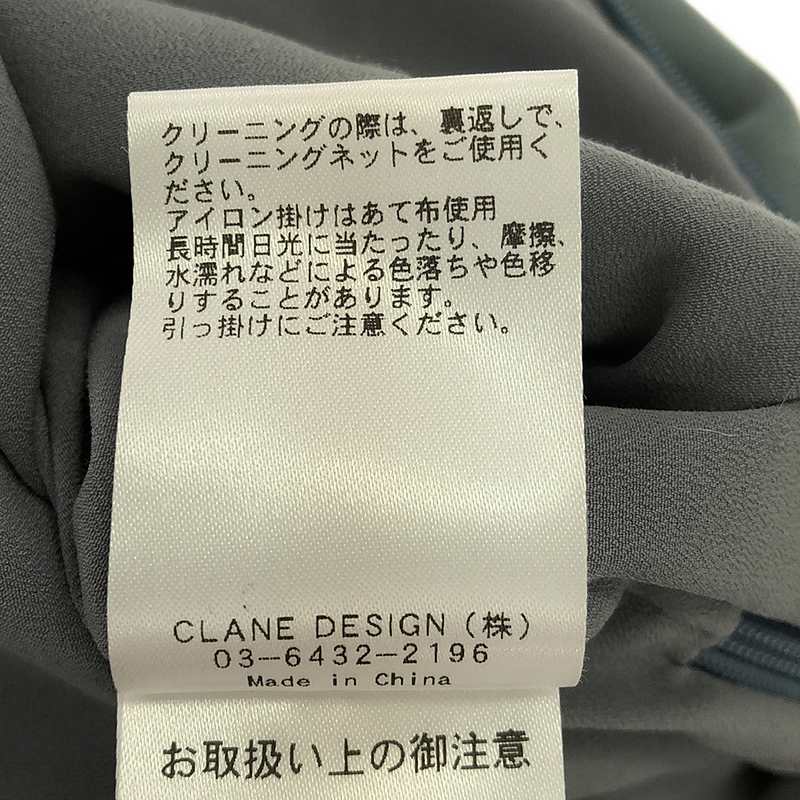 クリーニングの際は、裏返しで、
クリーニングネットをご使用く
ださい。
アイロン掛けはあて布使用
長時間日光に当たったり、摩擦、
水濡れなどによる色落ちや色移
りすることがあります。
引っ掛けにご注意ください。
CLANE DESIGN（株）
03-6432-2196
Made in China
お取扱い上の御注意